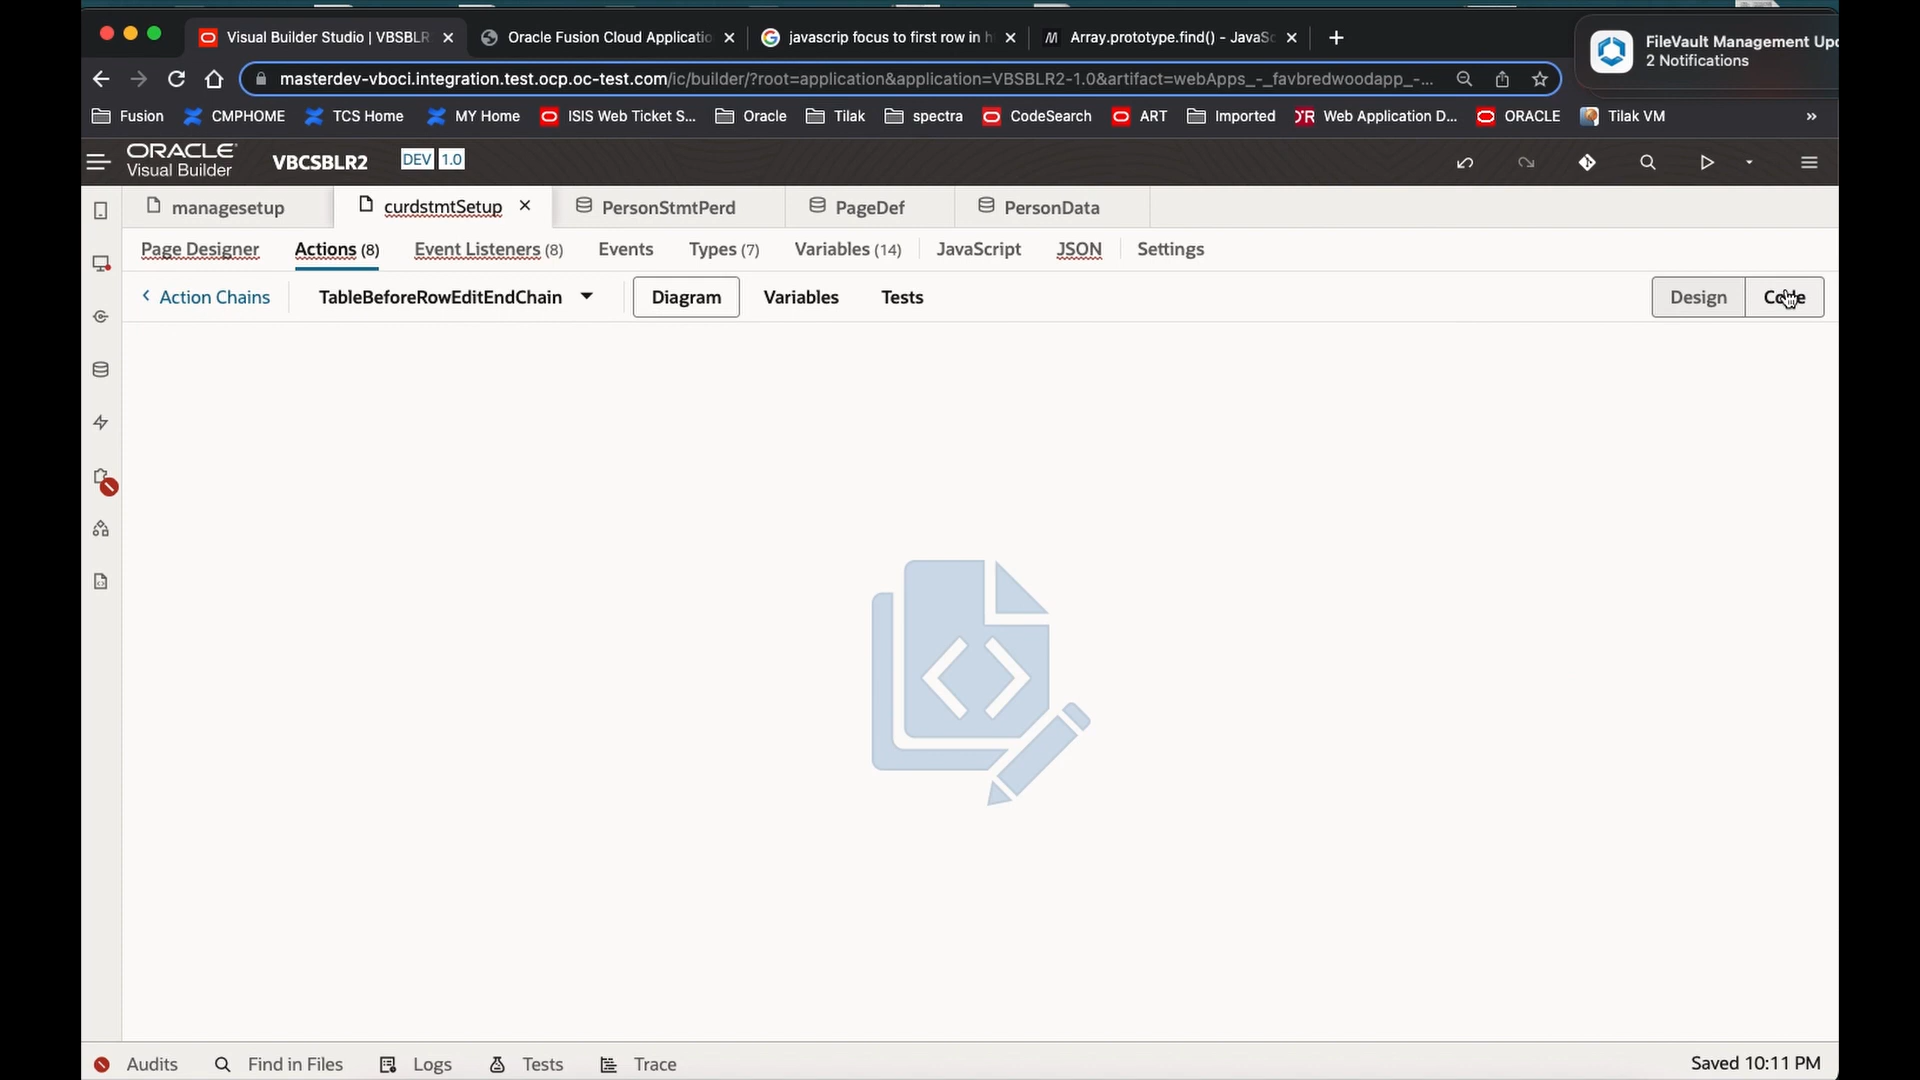 Visual Builder Studio | VBSBLR
Oracle Fusion Cloud Applicatio
javascrip focus to first row in h
Array.prototype.find() - JavaSc
FileVault Management Upd
2 Notifications
masterdev-vboci.integration.test.ocp.oc-test.com/ic/builder/?root=application&application=VBSBLR2-1.0&artifact=webApps_-_favbredwoodapp_-...
Fusion CMPHOME TCS Home MY Home ISIS Web Ticket S... Oracle Tilak spectra CodeSearch ART Imported Web Application D... ORACLE Tilak VM »
ORACLE
Visual Builder
VBCSBLR2 DEV 1.0
managesetup curdstmtSetup PersonStmtPerd PageDef PersonData
Page Designer Actions (8) Event Listeners (8) Events Types (7) Variables (14) JavaScript JSON Settings
Action Chains TableBeforeRowEditEndChain Diagram Variables Tests Design Code
Audits Find in Files Logs Tests Trace Saved 10:11 PM